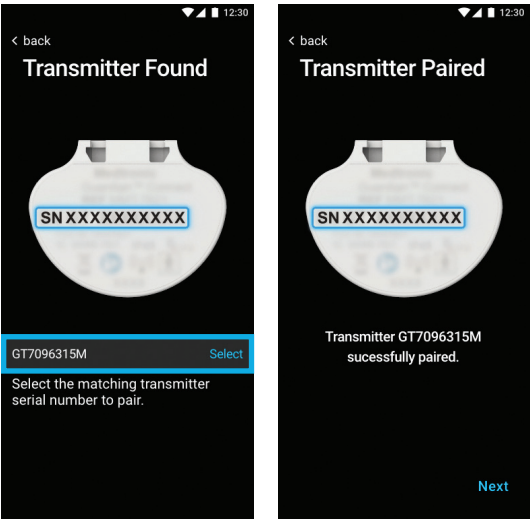 12:30
< back
Transmitter Found
SN XXXXXXXXXX
GT7096315M Select
Select the matching transmitter
serial number to pair.
12:30
< back
Transmitter Paired
SN XXXXXXXXXX
Transmitter GT7096315M
sucessfully paired.
Next